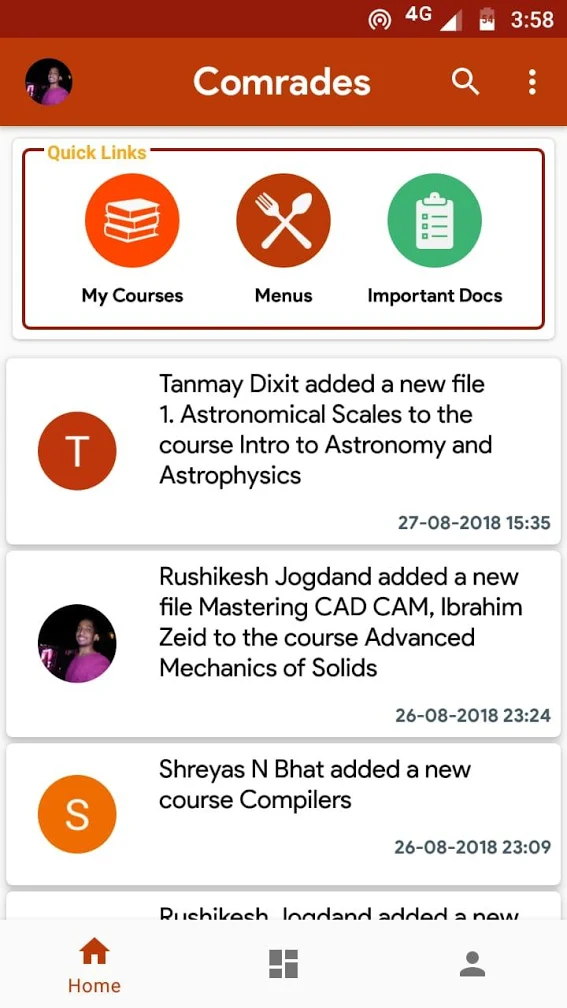 4G 54 3:58
Comrades
Quick Links
My Courses Menus Important Docs
Tanmay Dixit added a new file
1. Astronomical Scales to the
course Intro to Astronomy and
Astrophysics
T
27-08-2018 15:35
Rushikesh Jogdand added a new
file Mastering CAD CAM, Ibrahim
Zeid to the course Advanced
Mechanics of Solids
26-08-2018 23:24
Shreyas N Bhat added a new
course Compilers
S
26-08-2018 23:09
Rushikesh Jogdand added a new
Home